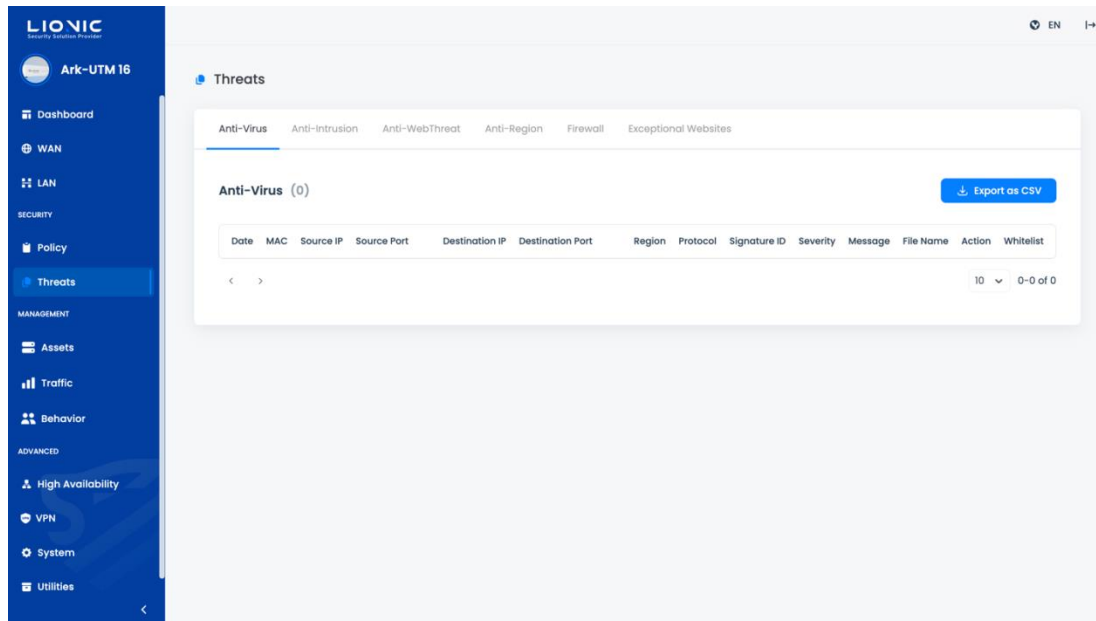 LIONIC
Security Solution Provider
Ark-UTM 16
EN
Dashboard
WAN
LAN
SECURITY
Policy
Threats
MANAGEMENT
Assets
Traffic
Behavior
ADVANCED
High Availability
VPN
System
Utilities
Threats
Anti-Virus Anti-Intrusion Anti-WebThreat Anti-Region Firewall Exceptional Websites
Anti-Virus (0)
Export as CSV
Date MAC Source IP Source Port Destination IP Destination Port Region Protocol Signature ID Severity Message File Name Action Whitelist
10 0-0 of 0